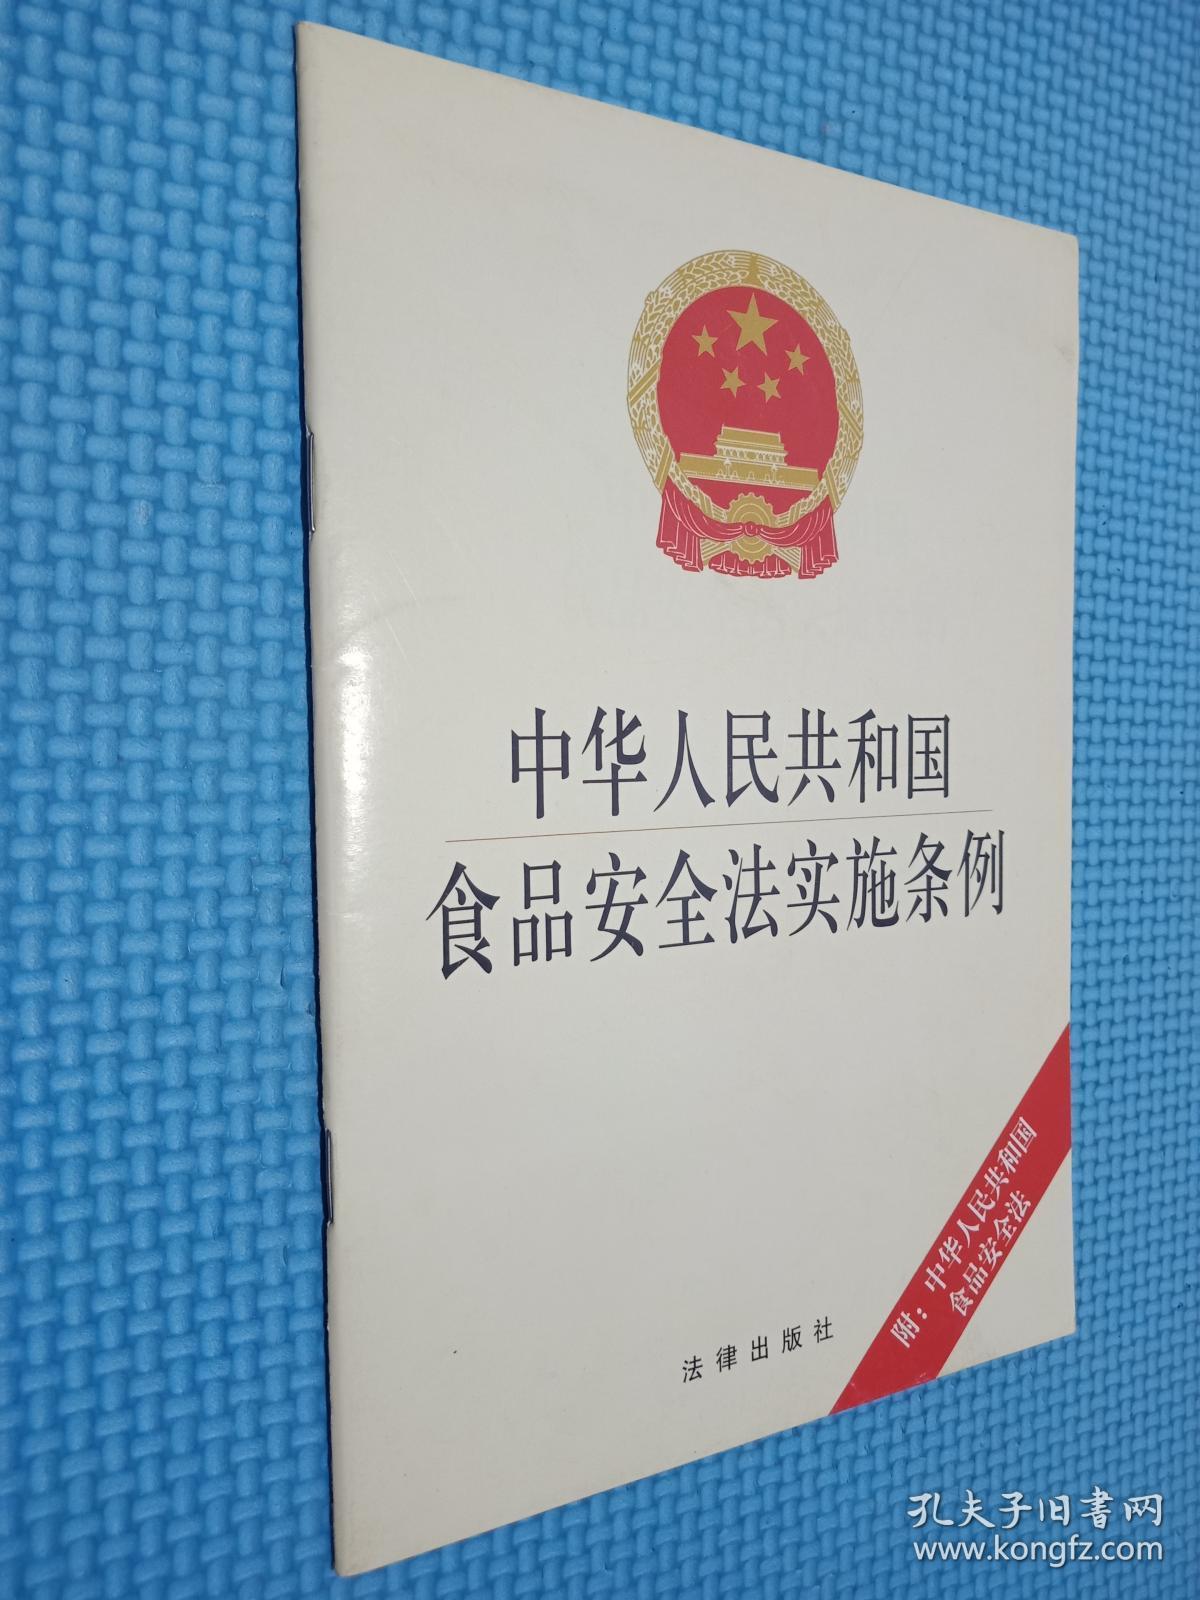 中华人民共和国
食品安全法实施条例
附：中华人民共和国
食品安全法
法律出版社
孔夫子旧书网
www.kongfz.com